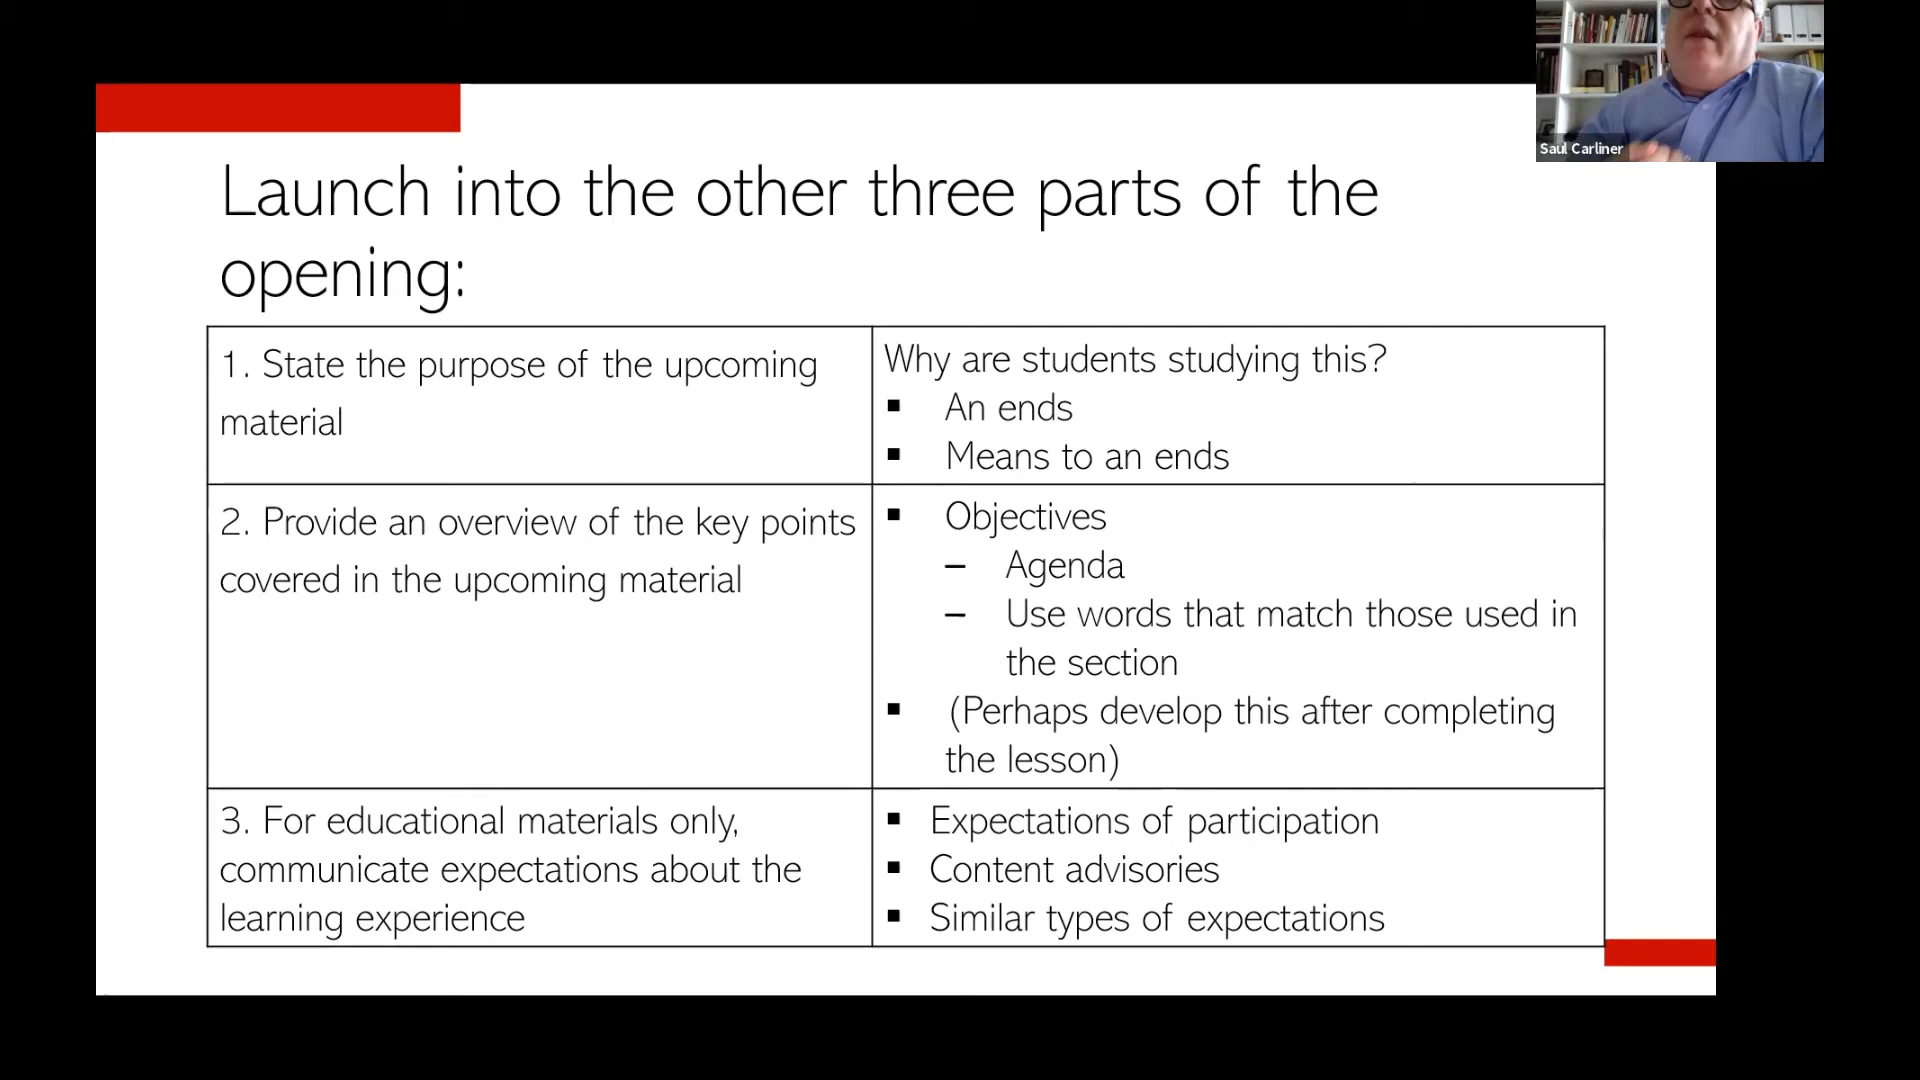 Saul Carliner
Launch into the other three parts of the
opening:
1. State the purpose of the upcoming
material
Why are students studying this?
▪ An ends
▪ Means to an ends
2. Provide an overview of the key points
covered in the upcoming material
▪ Objectives
– Agenda
– Use words that match those used in
the section
▪ (Perhaps develop this after completing
the lesson)
3. For educational materials only,
communicate expectations about the
learning experience
▪ Expectations of participation
▪ Content advisories
▪ Similar types of expectations